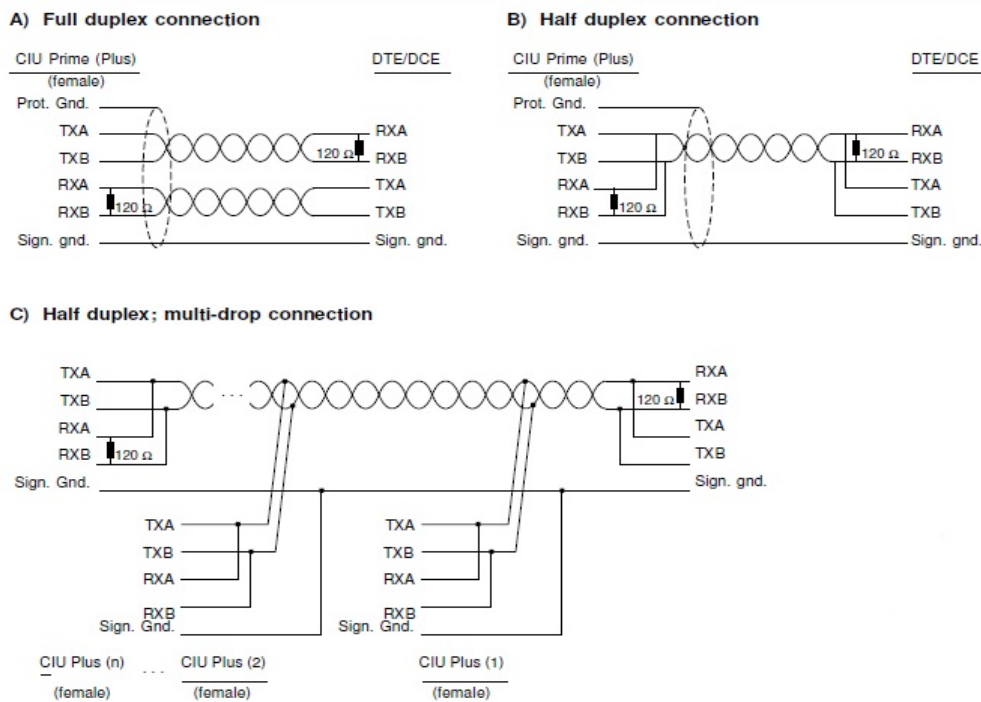 A) Full duplex connection
CIU Prime (Plus)
(female)
DTE/DCE
Prot. Gnd.
TXA
TXB
RXA
RXB
Sign. gnd.
120 Ω
120 Ω
RXA
RXB
TXA
TXB
Sign. gnd.
B) Half duplex connection
CIU Prime (Plus)
(female)
DTE/DCE
Prot. Gnd.
TXA
TXB
RXA
RXB
Sign. gnd.
120 Ω
120 Ω
RXA
RXB
TXA
TXB
Sign. gnd.
C) Half duplex; multi-drop connection
TXA
TXB
RXA
RXB
Sign. Gnd.
120 Ω
. . .
120 Ω
RXA
RXB
TXA
TXB
Sign. gnd.
TXA
TXB
RXA
RXB
Sign. Gnd.
TXA
TXB
RXA
RXB
Sign. Gnd.
CIU Plus (n) . . . CIU Plus (2)
(female) (female)
CIU Plus (1)
(female)